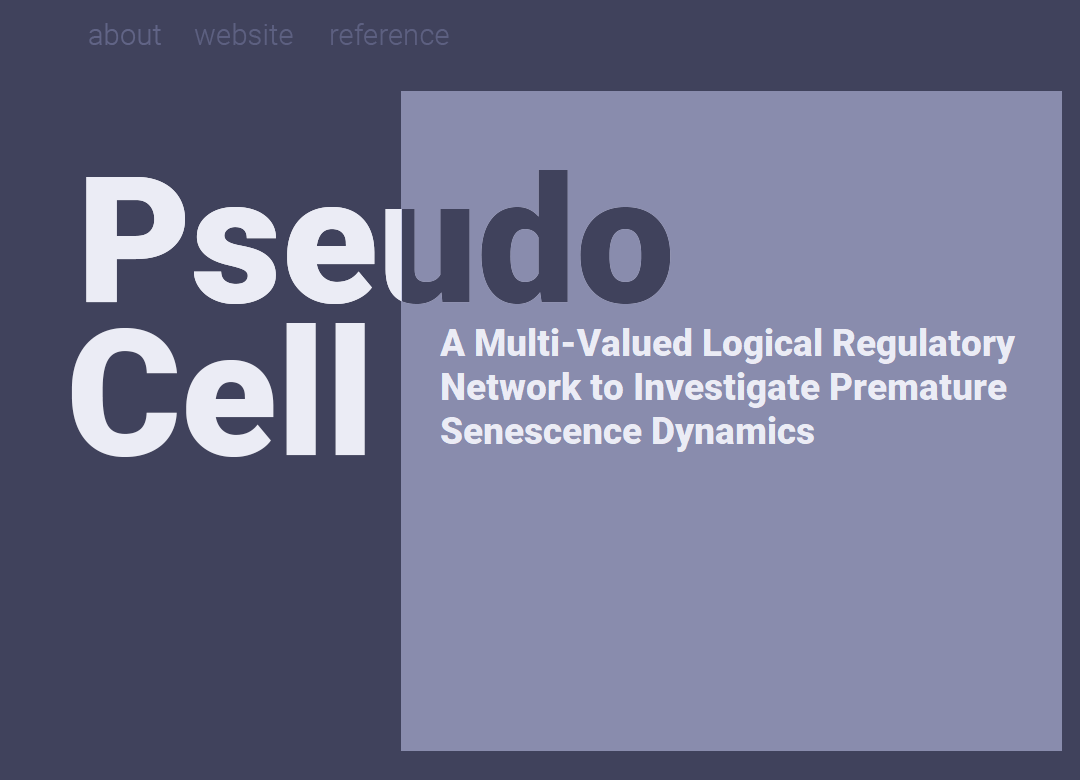 about website reference
Pseudo
Cell
A Multi-Valued Logical Regulatory
Network to Investigate Premature
Senescence Dynamics